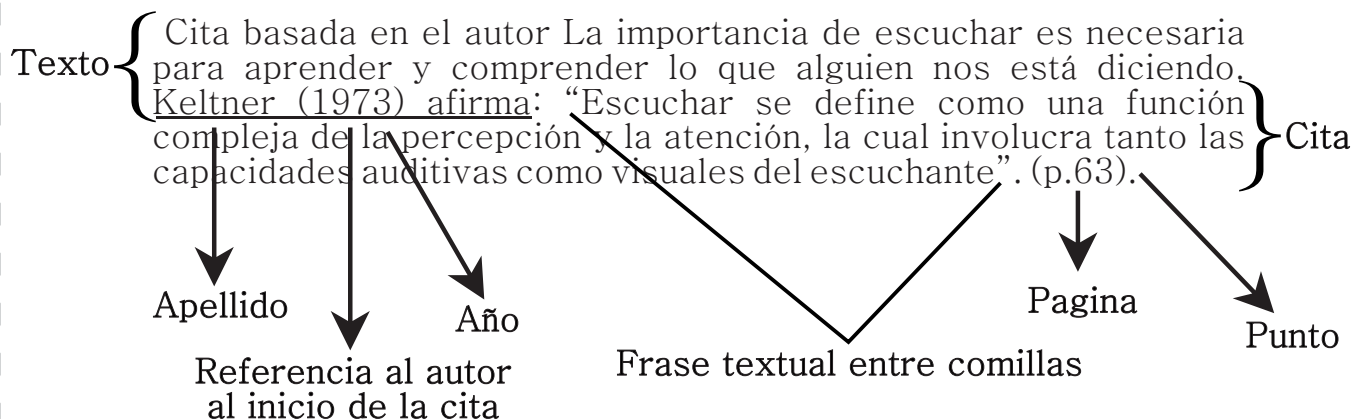 Cita basada en el autor La importancia de escuchar es necesaria
Texto para aprender y comprender lo que alguien nos está diciendo.
Keltner (1973) afirma: “Escuchar se define como una función
compleja de la percepción y la atención, la cual involucra tanto las Cita
capacidades auditivas como visuales del escuchante”. (p.63).
Apellido
Año
Pagina
Punto
Referencia al autor
al inicio de la cita
Frase textual entre comillas